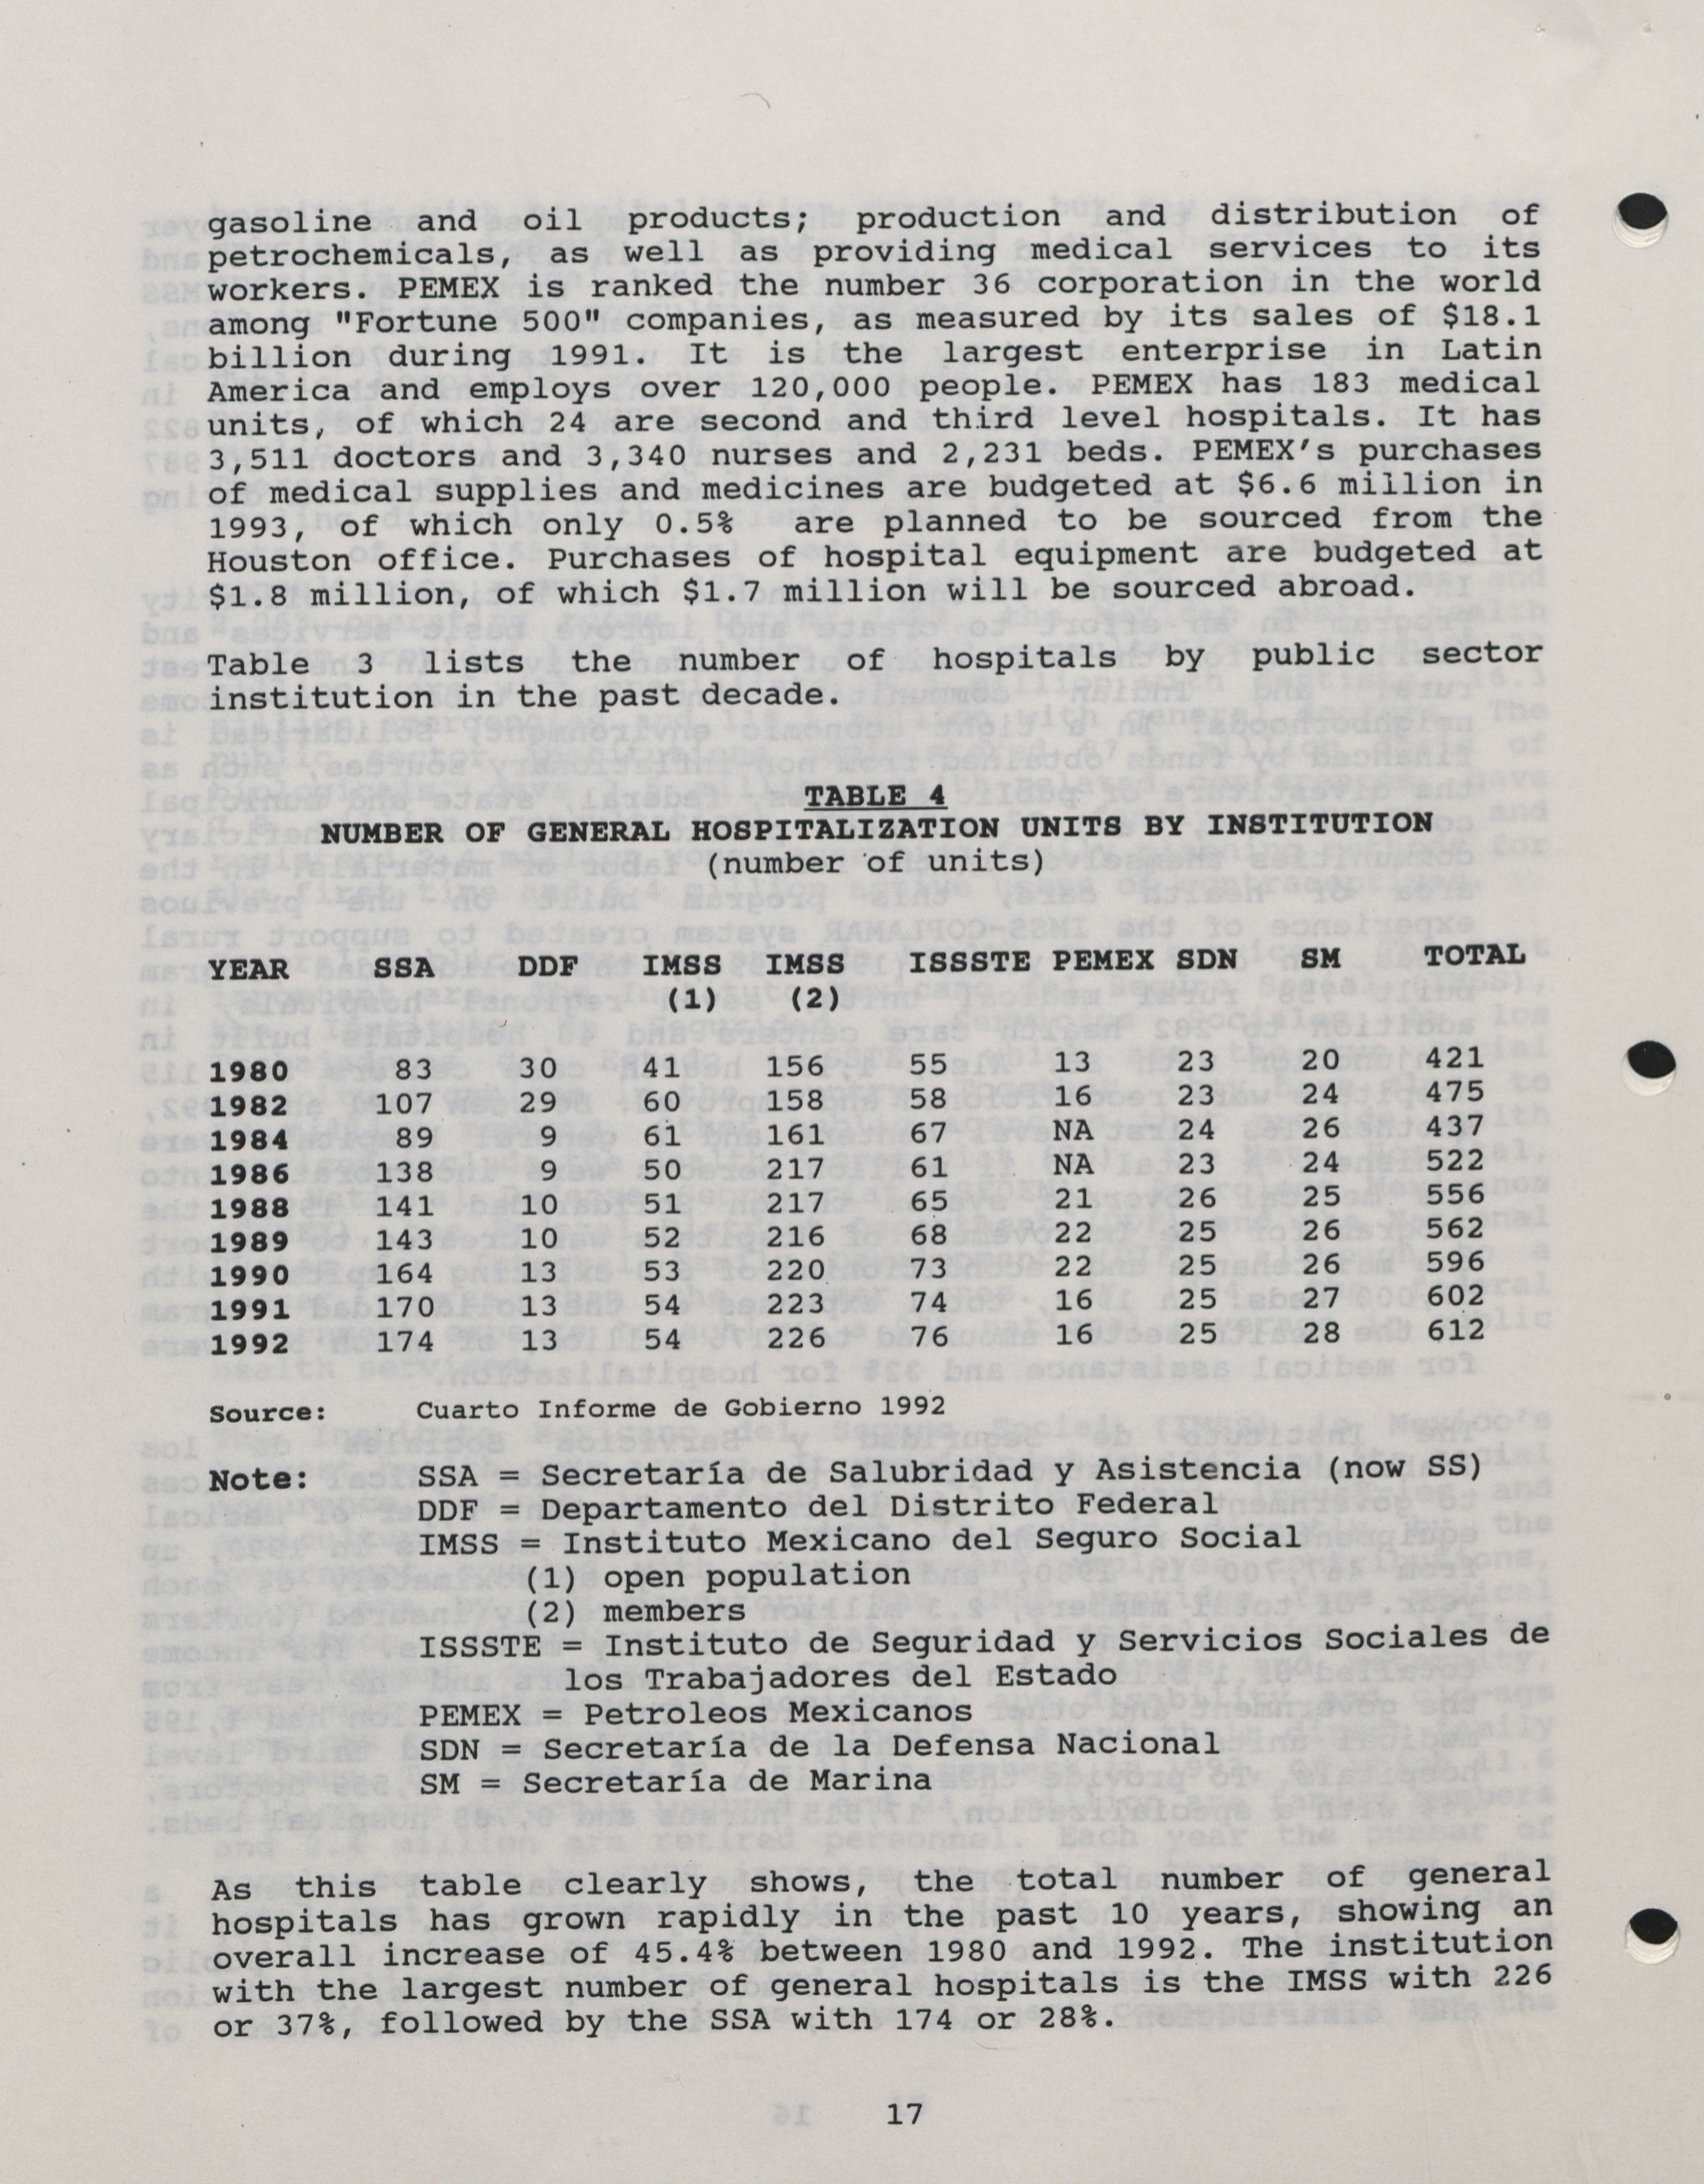 gasoline and oil products; production and distribution of
petrochemicals, as well as providing medical services to its
workers. PEMEX is ranked the number 36 corporation in the world
among "Fortune 500" companies, as measured by its sales of $18.1
billion during 1991. It is the largest enterprise in Latin
America and employs over 120,000 people. PEMEX has 183 medical
units, of which 24 are second and third level hospitals. It has
3,511 doctors and 3,340 nurses and 2,231 beds. PEMEX's purchases
of medical supplies and medicines are budgeted at $6.6 million in
1993, of which only 0.5% are planned to be sourced from the
Houston office. Purchases of hospital equipment are budgeted at
$1.8 million, of which $1.7 million will be sourced abroad.
Table 3 lists the number of hospitals by public sector
institution in the past decade.
TABLE 4
NUMBER OF GENERAL HOSPITALIZATION UNITS BY INSTITUTION
(number of units)
YEAR SSA DDF IMSS IMSS ISSSTE PEMEX SDN SM TOTAL
(1) (2)
1980 83 30 41 156 55 13 23 20 421
1982 107 29 60 158 58 16 23 24 475
1984 89 9 61 161 67 NA 24 26 437
1986 138 9 50 217 61 NA 23 24 522
1988 141 10 51 217 65 21 26 25 556
1989 143 10 52 216 68 22 25 26 562
1990 164 13 53 220 73 22 25 26 596
1991 170 13 54 223 74 16 25 27 602
1992 174 13 54 226 76 16 25 28 612
Source: Cuarto Informe de Gobierno 1992
Note: SSA = Secretaría de Salubridad y Asistencia (now SS)
DDF = Departamento del Distrito Federal
IMSS = Instituto Mexicano del Seguro Social
(1) open population
(2) members
ISSSTE = Instituto de Seguridad y Servicios Sociales de
los Trabajadores del Estado
PEMEX = Petroleos Mexicanos
SDN = Secretaría de la Defensa Nacional
SM = Secretaría de Marina
As this table clearly shows, the total number of general
hospitals has grown rapidly in the past 10 years, showing an
overall increase of 45.4% between 1980 and 1992. The institution
with the largest number of general hospitals is the IMSS with 226
or 37%, followed by the SSA with 174 or 28%.
17